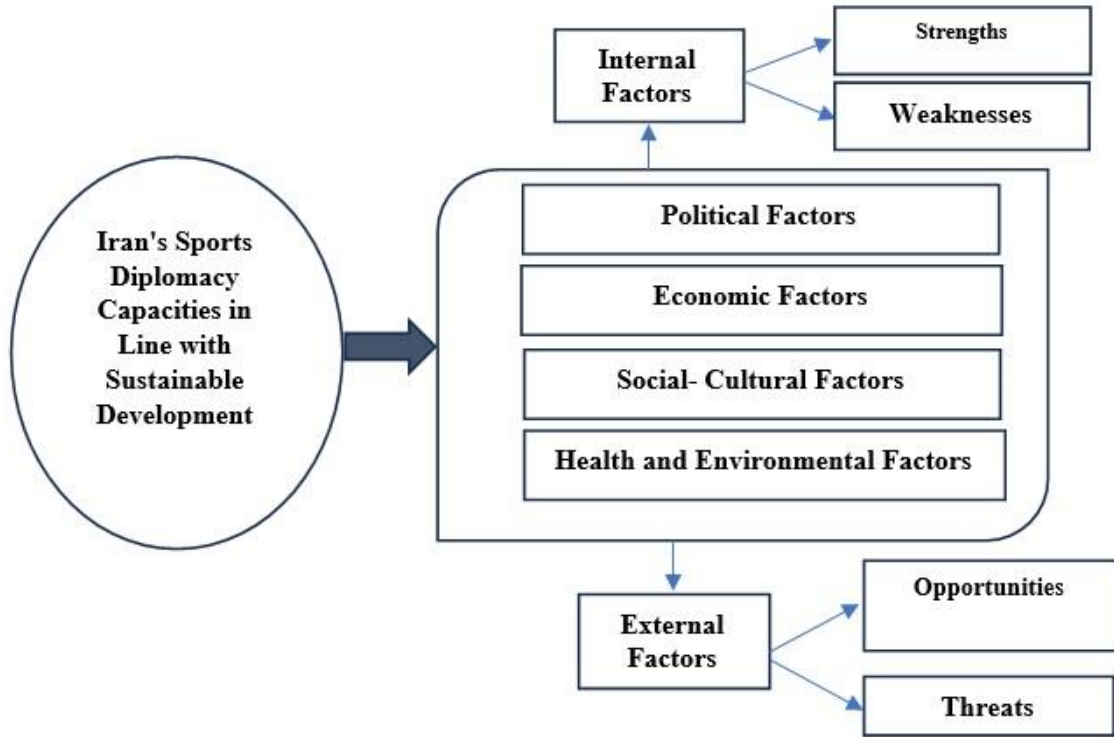 Iran's Sports
Diplomacy
Capacities in
Line with
Sustainable
Development
Internal
Factors
Strengths
Weaknesses
Political Factors
Economic Factors
Social- Cultural Factors
Health and Environmental Factors
External
Factors
Opportunities
Threats